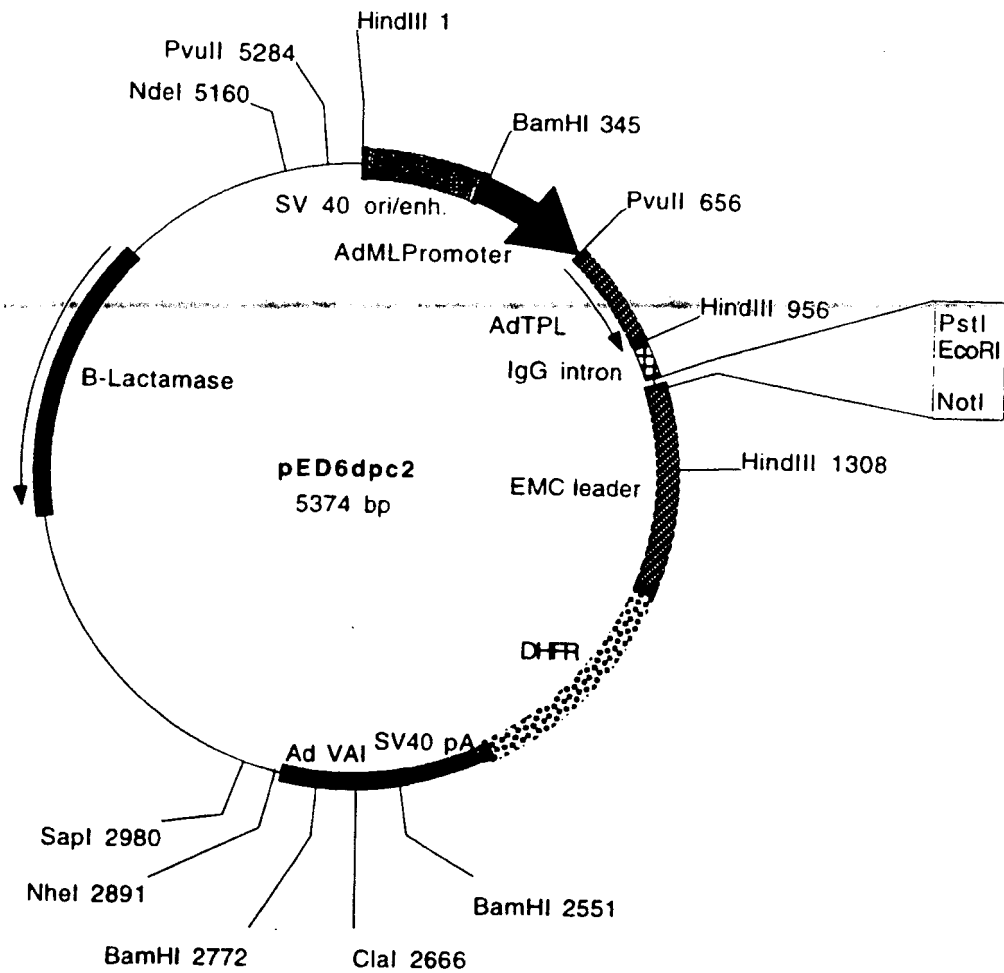 HindIII 1
PvuII 5284
NdeI 5160
BamHI 345
SV 40 ori/enh.
PvuII 656
AdMLPromoter
HindIII 956
AdTPL
PstI
EcoRI
IgG intron
B-Lactamase
NotI
HindIII 1308
pED6dpc2
EMC leader
5374 bp
DHFR
SV40 pA
Ad VAI
SapI 2980
NheI 2891
BamHI 2551
BamHI 2772
ClaI 2666